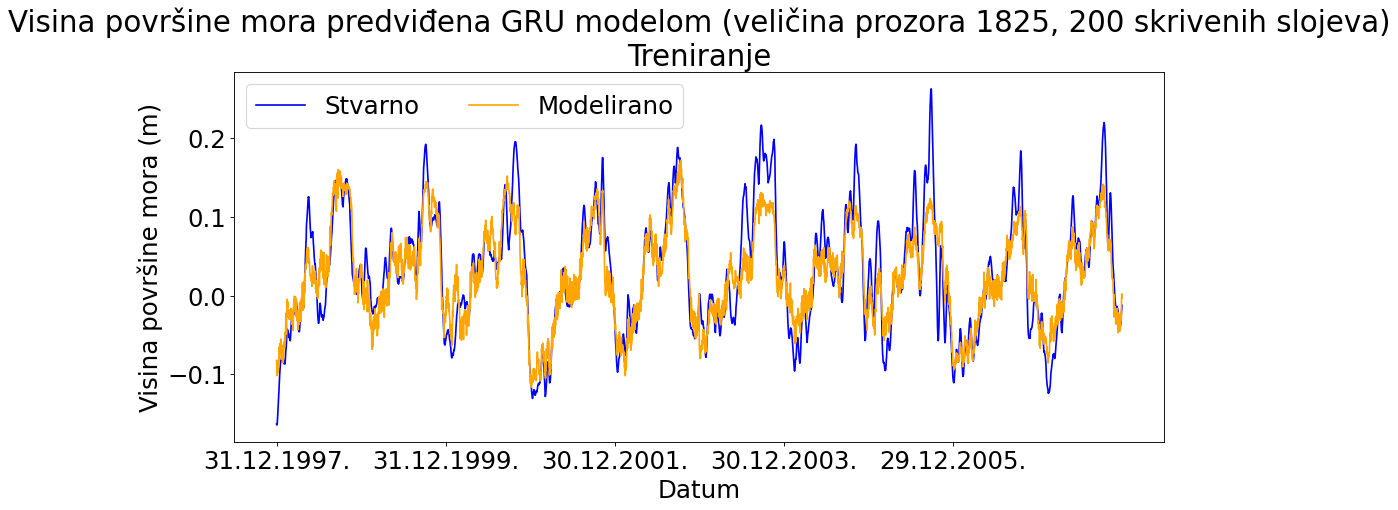 Visina površine mora predviđena GRU modelom (veličina prozora 1825, 200 skrivenih slojeva)
Treniranje
Stvarno
Modelirano
Visina površine mora (m)
0.2
0.1
0.0
−0.1
31.12.1997.
31.12.1999.
30.12.2001.
30.12.2003.
29.12.2005.
Datum